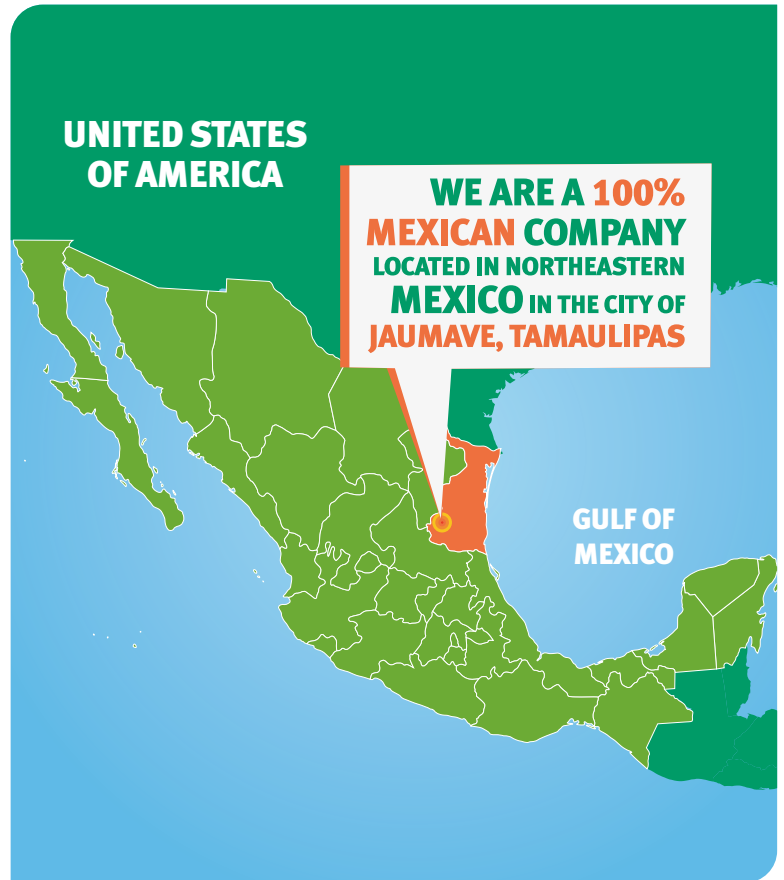 UNITED STATES
OF AMERICA
WE ARE A 100%
MEXICAN COMPANY
LOCATED IN NORTHEASTERN
MEXICO IN THE CITY OF
JAUMAVE, TAMAULIPAS
GULF OF
MEXICO